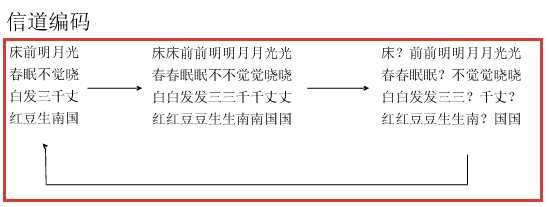 信道编码
床前明月光
春眠不觉晓
白发三千丈
红豆生南国
床床前前明明月月光光
春春眠眠不不觉觉晓晓
白白发发三三千千丈丈
红红豆豆生生南南国国
床？前前明明月月光光
春春眠眠？不觉觉晓晓
白白发发三三？千丈？
红红豆豆生生南？国国